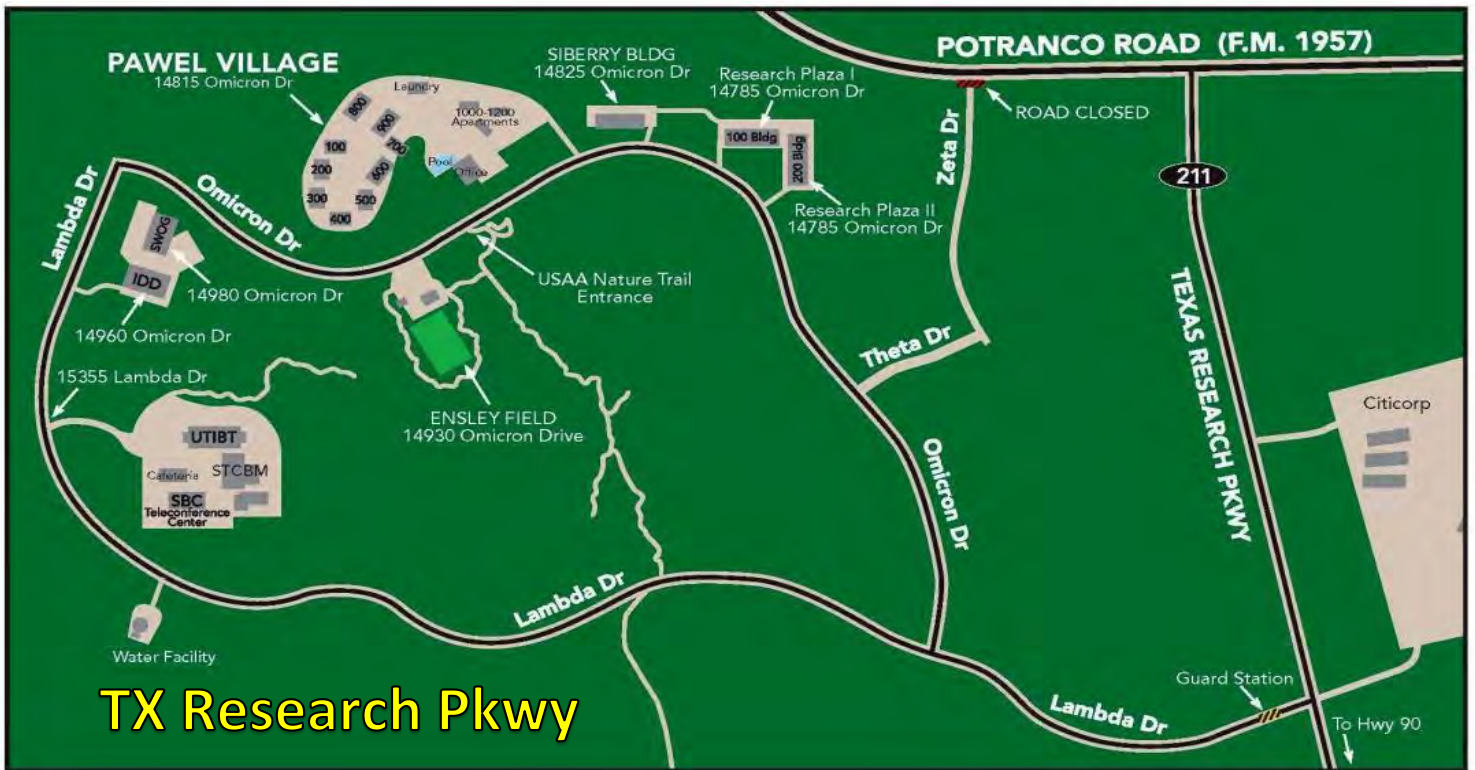 POTRANCO ROAD (F.M. 1957)
PAWEL VILLAGE
14815 Omicron Dr
SIBERRY BLDG
14825 Omicron Dr
Research Plaza I
14785 Omicron Dr
ROAD CLOSED
Laundry
800
900
1000-1200
Apartments
100
700
200
600
Pool
Office
300
500
400
100 Bldg
200 Bldg
Zeta Dr
211
Research Plaza II
14785 Omicron Dr
Lambda Dr
Omicron Dr
SWOG
IDD
14980 Omicron Dr
14960 Omicron Dr
USAA Nature Trail
Entrance
TEXAS RESEARCH PKWY
Theta Dr
15355 Lambda Dr
ENSLEY FIELD
14930 Omicron Drive
Citicorp
UTIBT
Cafeteria
STCBM
SBC
Teleconference
Center
Omicron Dr
Lambda Dr
Water Facility
Guard Station
Lambda Dr
To Hwy 90
TX Research Pkwy